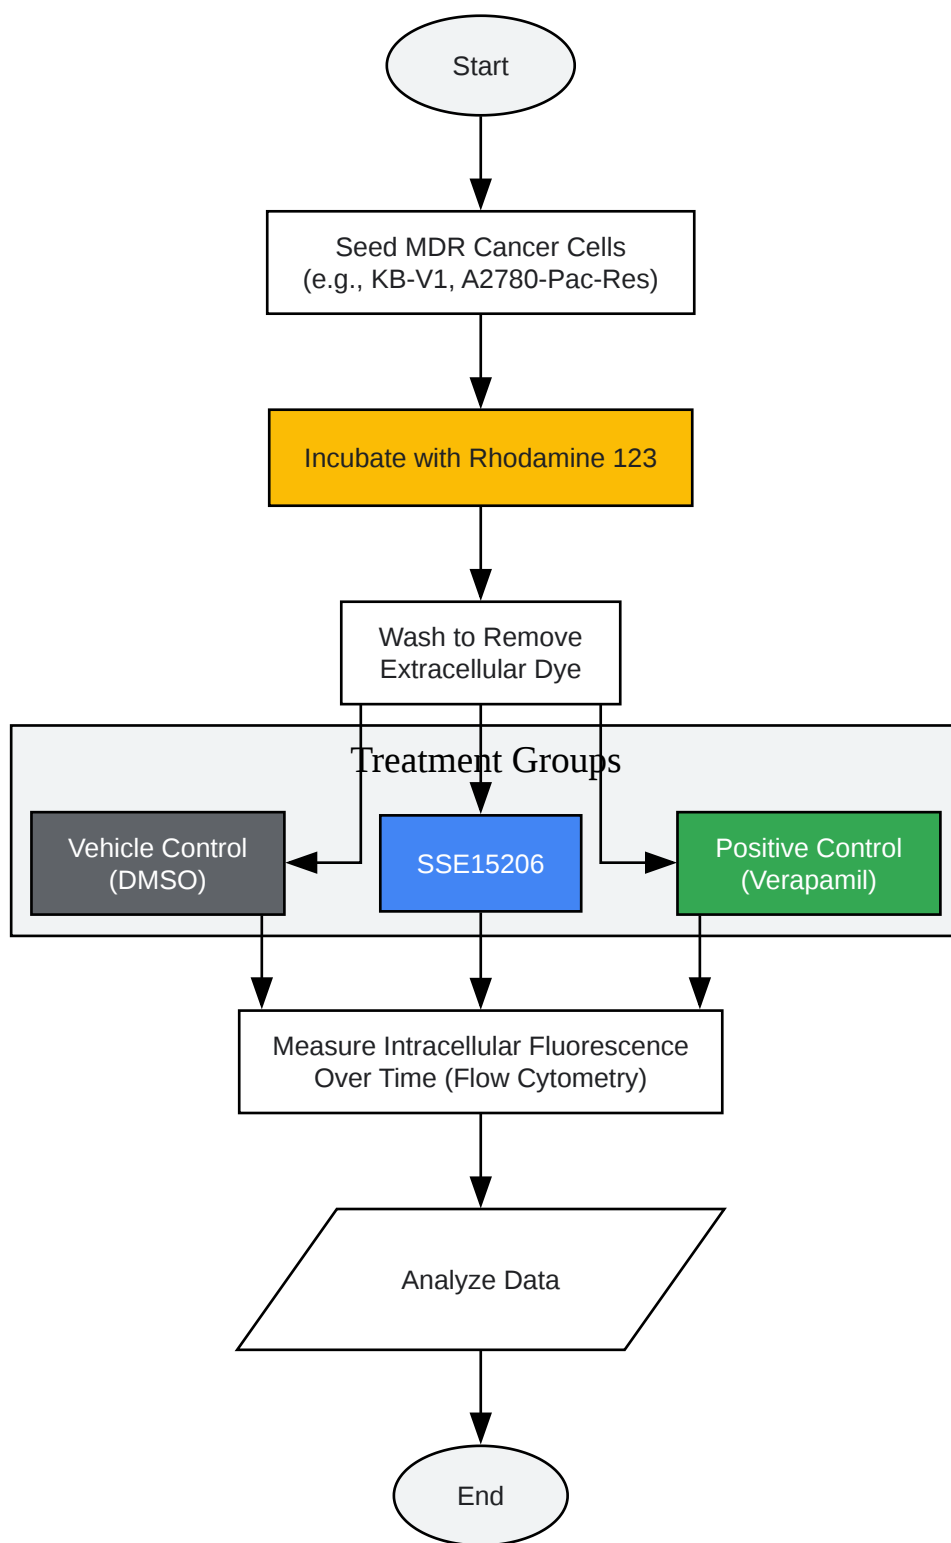 Start
Seed MDR Cancer Cells
(e.g., KB-V1, A2780-Pac-Res)
Incubate with Rhodamine 123
Wash to Remove
Extracellular Dye
Treatment Groups
Vehicle Control
(DMSO)
SSE15206
Positive Control
(Verapamil)
Measure Intracellular Fluorescence
Over Time (Flow Cytometry)
Analyze Data
End